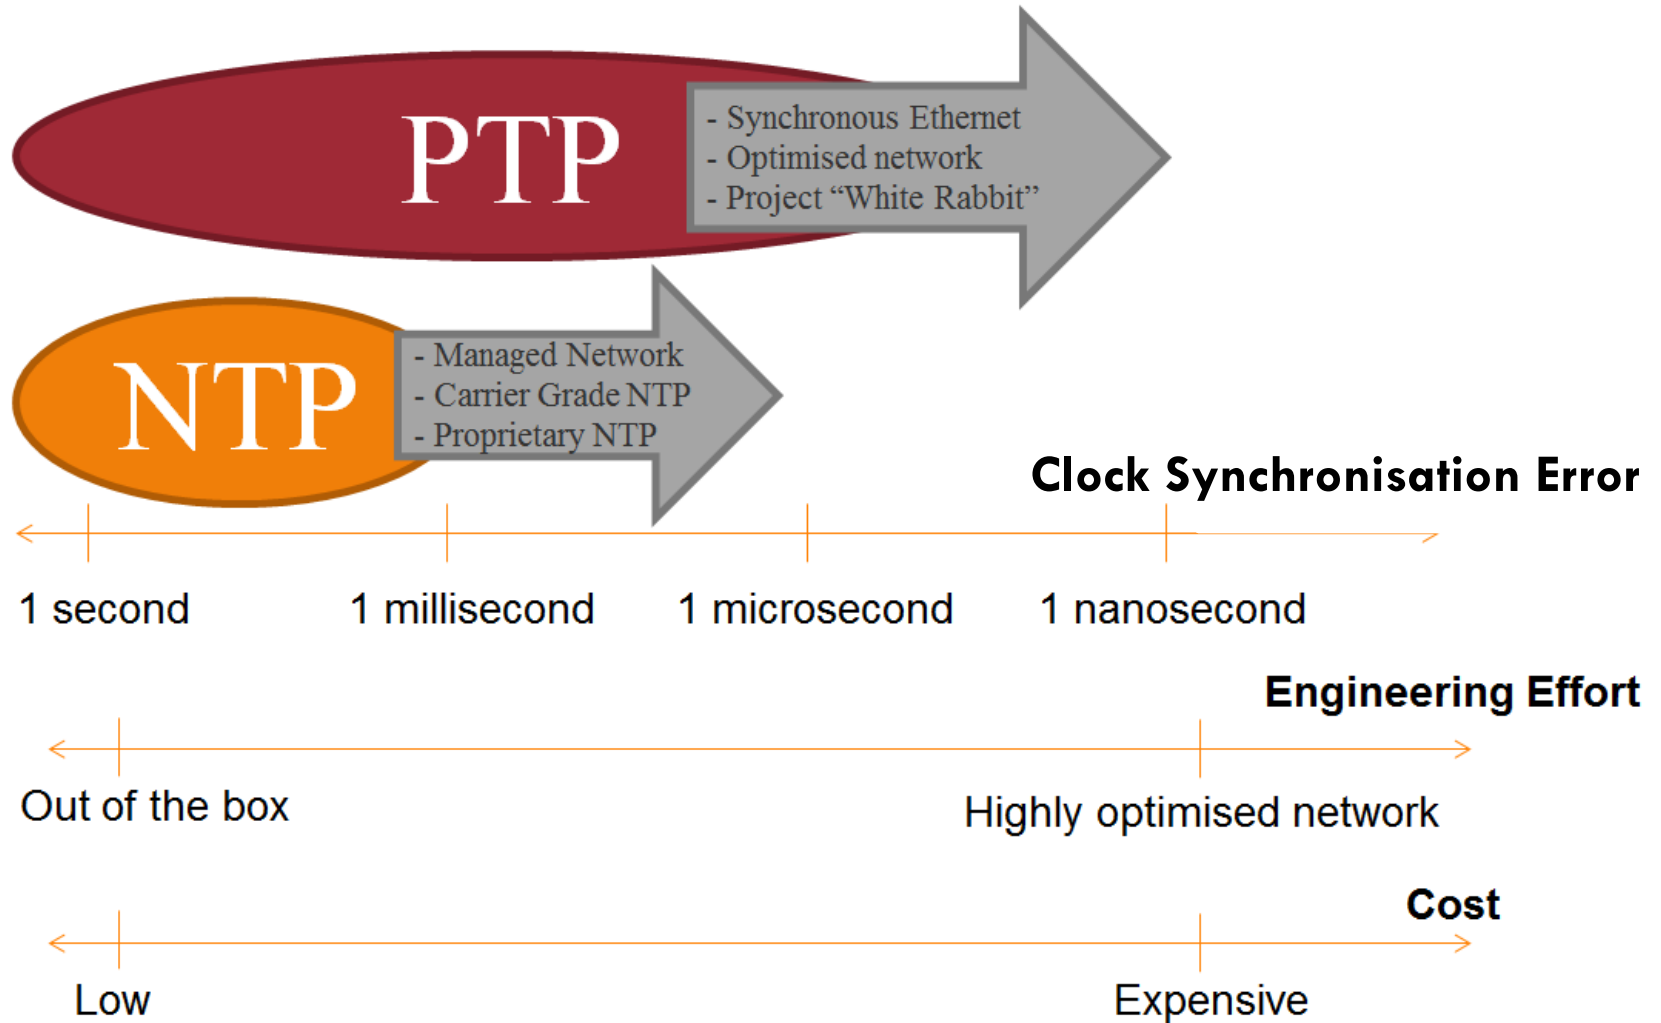 PTP
- Synchronous Ethernet
- Optimised network
- Project “White Rabbit”
NTP
- Managed Network
- Carrier Grade NTP
- Proprietary NTP
Clock Synchronisation Error
1 second
1 millisecond
1 microsecond
1 nanosecond
Engineering Effort
Out of the box
Highly optimised network
Cost
Low
Expensive